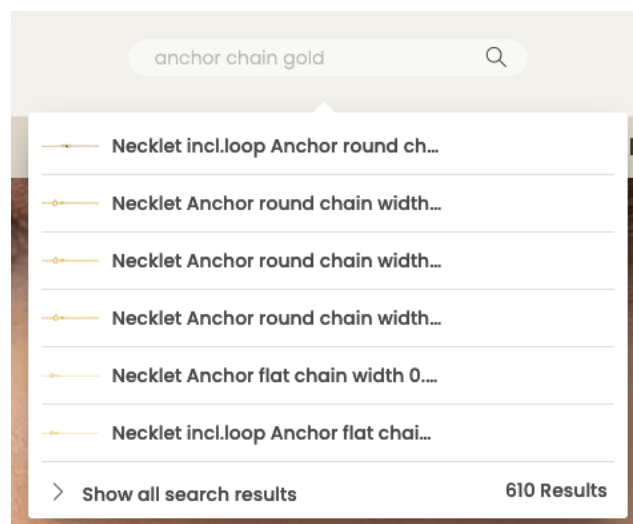 anchor chain gold
Necklet incl.loop Anchor round ch...
Necklet Anchor round chain width...
Necklet Anchor round chain width...
Necklet Anchor round chain width...
Necklet Anchor flat chain width 0....
Necklet incl.loop Anchor flat chai...
Show all search results 610 Results